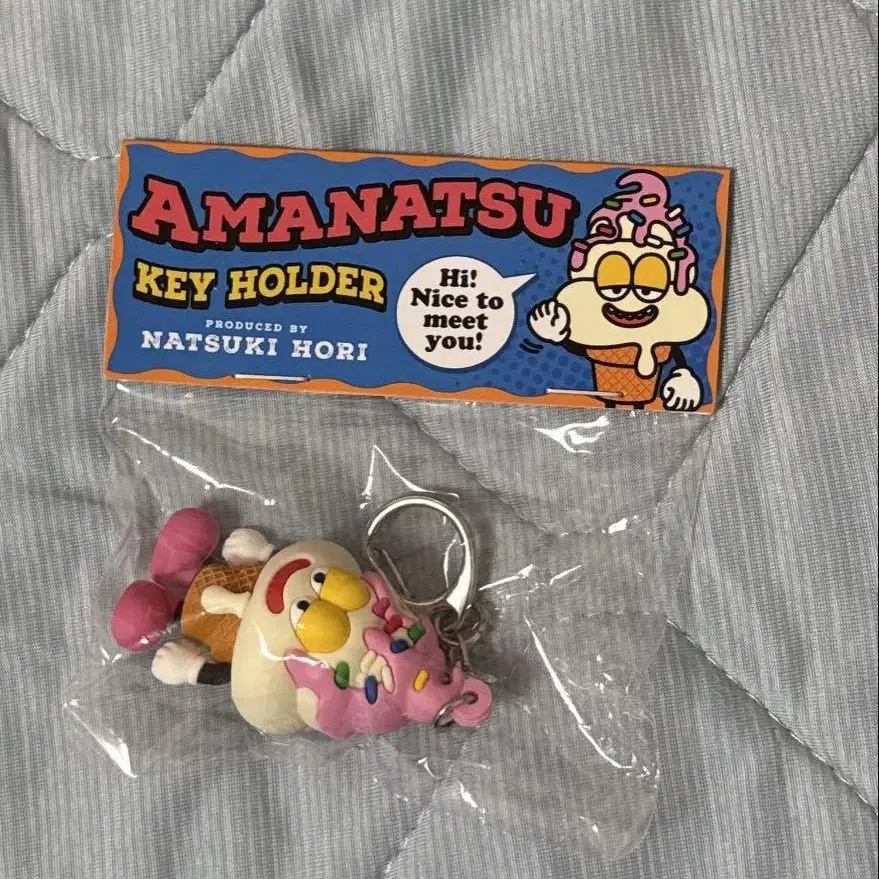 AMANATSU
KEY HOLDER
PRODUCED BY
NATSUKI HORI
Hi!
Nice to
meet
you!